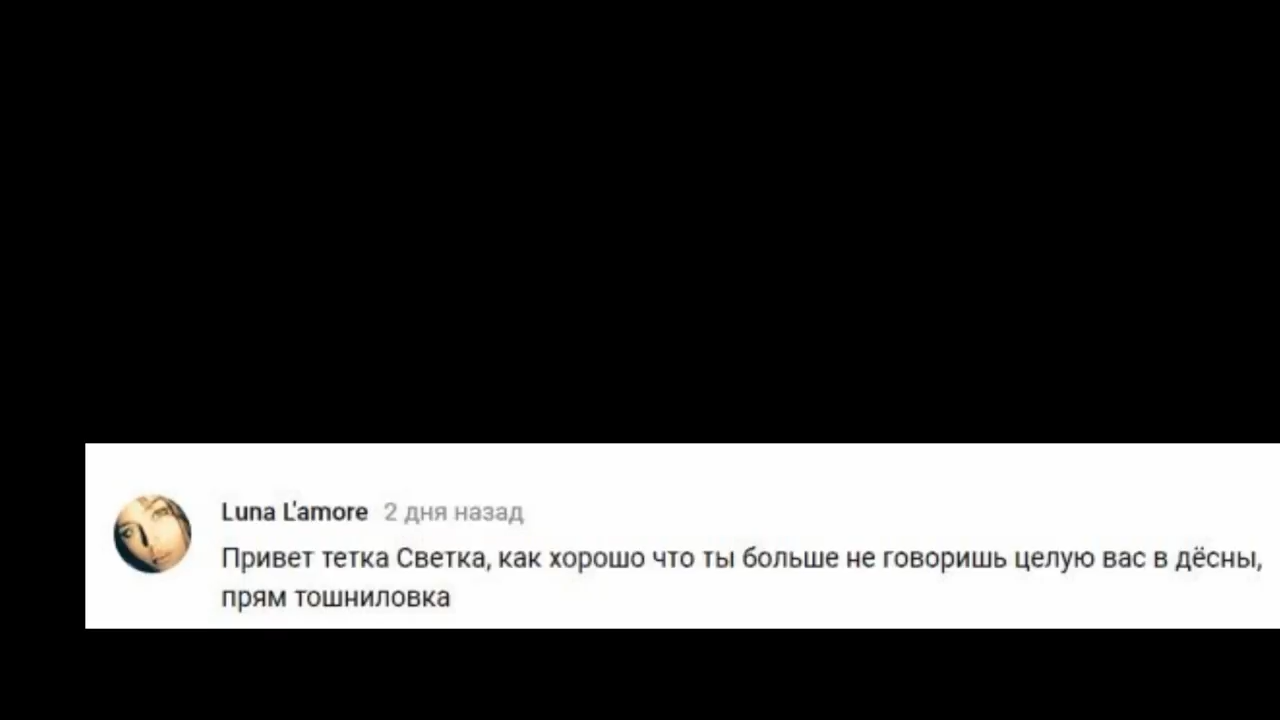 Luna L'amore 2 дня назад
Привет тетка Светка, как хорошо что ты больше не говоришь целую вас в дёсны,
прям тошниловка